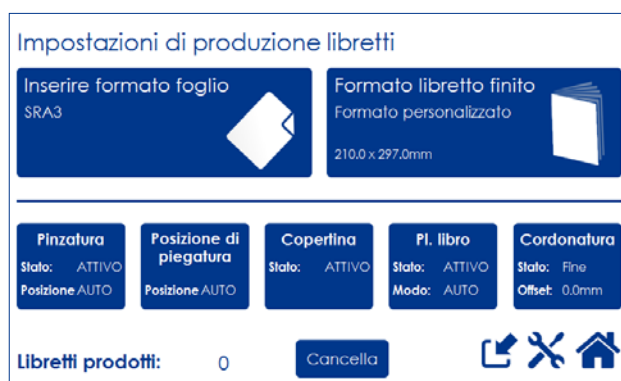 Impostazioni di produzione libretti
Inserire formato foglio
SRA3
Formato libretto finito
Formato personalizzato
210.0 x 297.0mm
Pinzatura
Stato: ATTIVO
Posizione AUTO
Posizione di
piegatura
Posizione AUTO
Copertina
Stato: ATTIVO
Pl. libro
Stato: ATTIVO
Modo: AUTO
Cordonatura
Stato: Fine
Offset: 0.0mm
Libretti prodotti: 0
Cancella